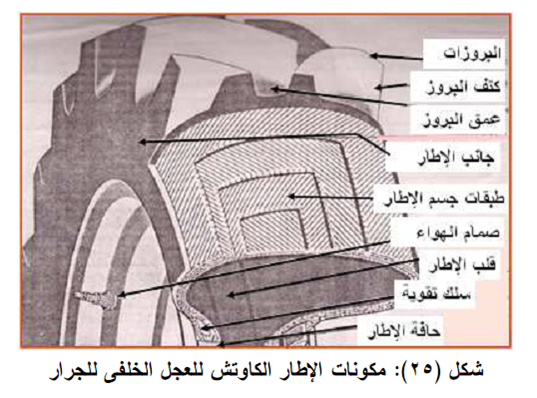 البروزات
كتف البروز
عمق البروز
جانب الإطار
طبقات جسم الإطار
صمام الهواء
قلب الإطار
سلك تقوية
حافة الإطار
شكل (٢٥): مكونات الإطار الكاوتش للعجل الخلفى للجرار